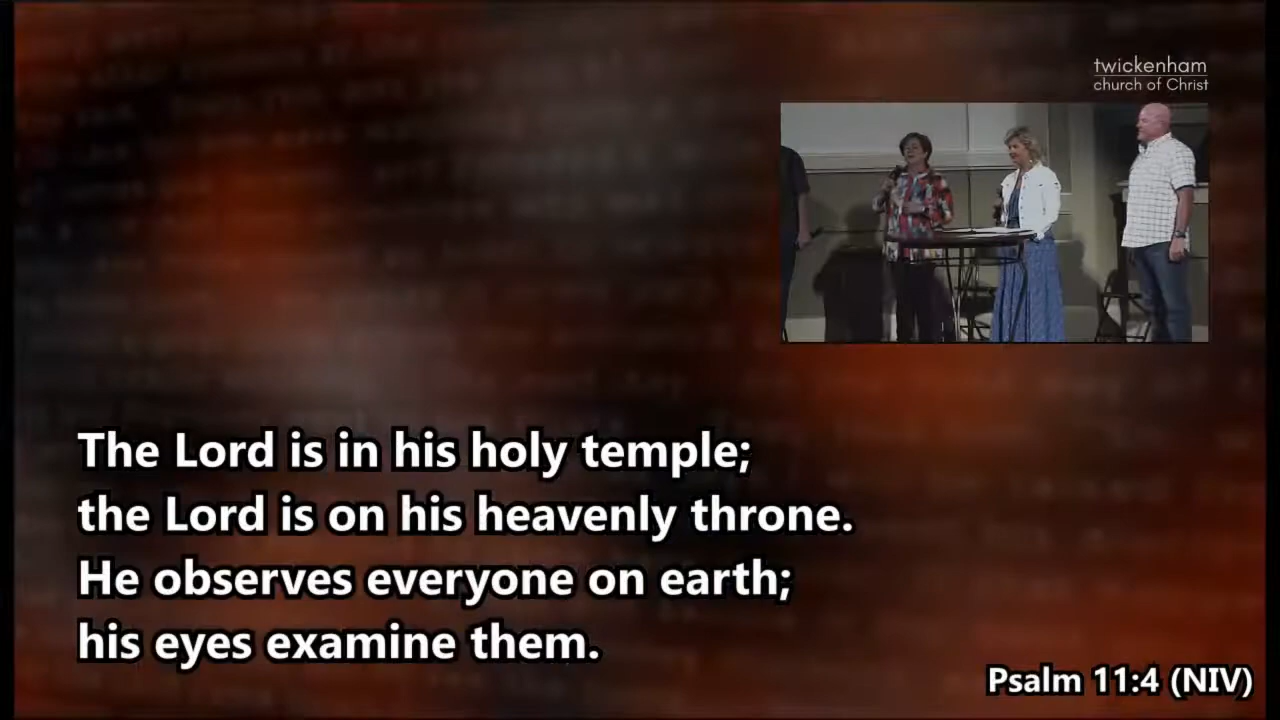 twickenham
church of Christ
The Lord is in his holy temple;
the Lord is on his heavenly throne.
He observes everyone on earth;
his eyes examine them.
Psalm 11:4 (NIV)